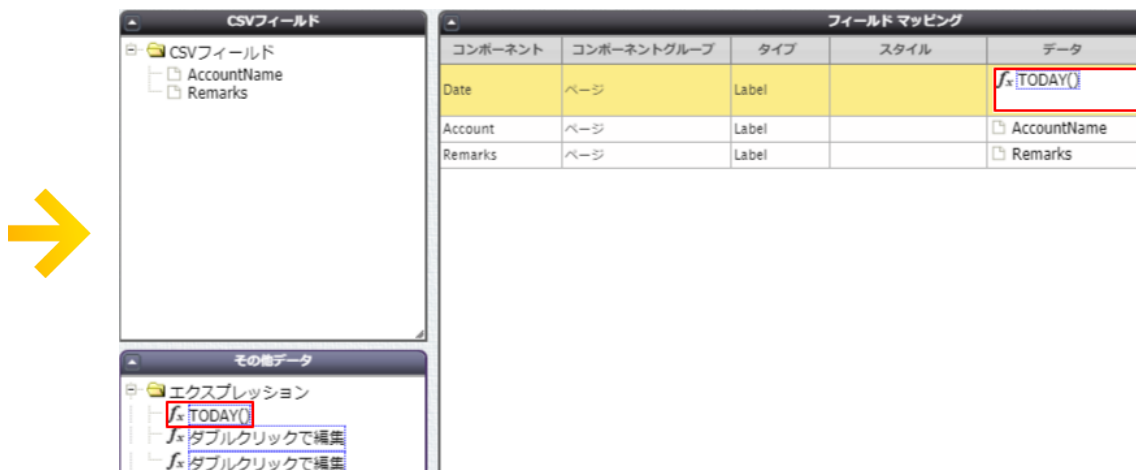 CSVフィールド
CSVフィールド
AccountName
Remarks
フィールド マッピング
コンポーネント コンポーネントグループ タイプ スタイル データ
Date ページ Label fx TODAY()
Account ページ Label AccountName
Remarks ページ Label Remarks
その他データ
エクスプレッション
fx TODAY()
fx ダブルクリックで編集
fx ダブルクリックで編集